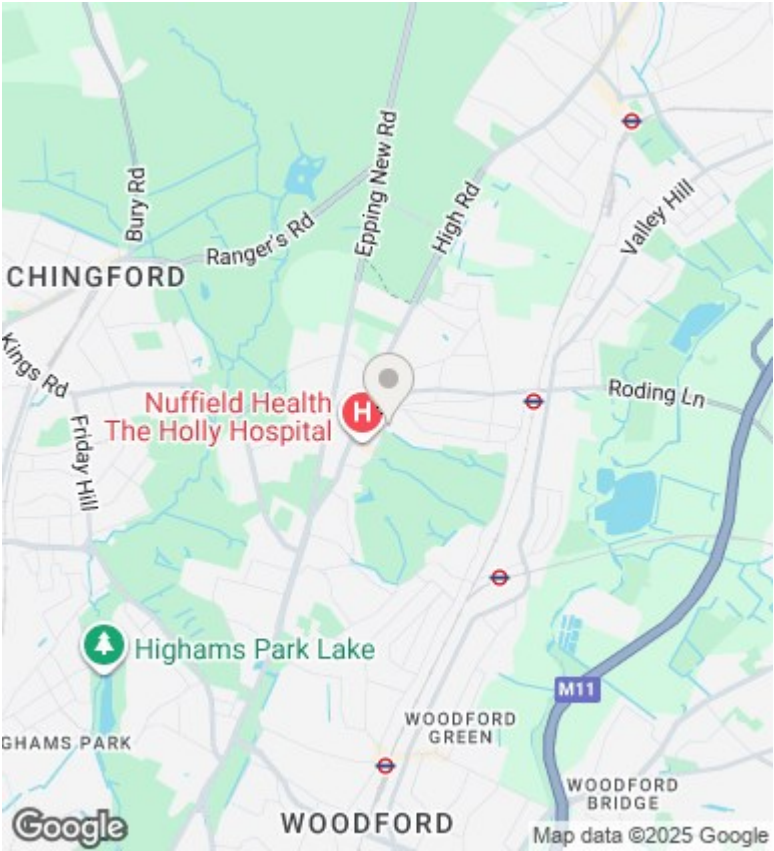 Bury Rd
Epping New Rd
High Rd
Ranger's Rd
Valley Hill
CHINGFORD
Kings Rd
Friday Hill
Nuffield Health
The Holly Hospital
H
Roding Ln
Highams Park Lake
M11
WOODFORD
GREEN
GHAMS PARK
WOODFORD
BRIDGE
WOODFORD
Google
Map data ©2025 Google